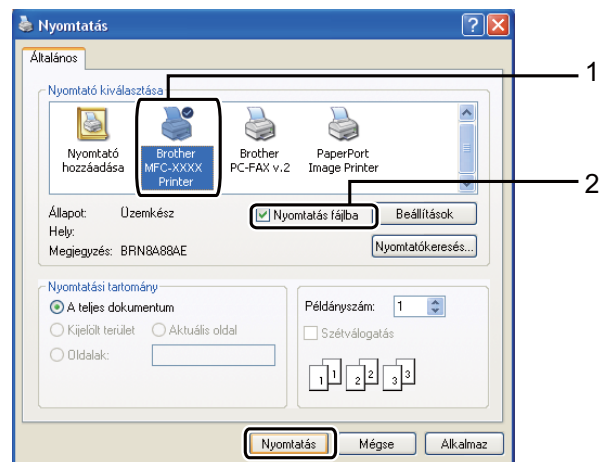 Nyomtatás
Általános
Nyomtató kiválasztása
1
Nyomtató hozzáadása
Brother MFC-XXXX Printer
Brother PC-FAX v.2
PaperPort Image Printer
2
Állapot: Üzemkész
Nyomtatás fájlba
Beállítások
Hely:
Megjegyzés: BRN8A88AE
Nyomtatókeresés...
Nyomtatási tartomány
A teljes dokumentum
Példányszám: 1
Kijelölt terület
Aktuális oldal
Szétválogatás
Oldalak:
1 1 2 2 3 3
Nyomtatás
Mégse
Alkalmaz